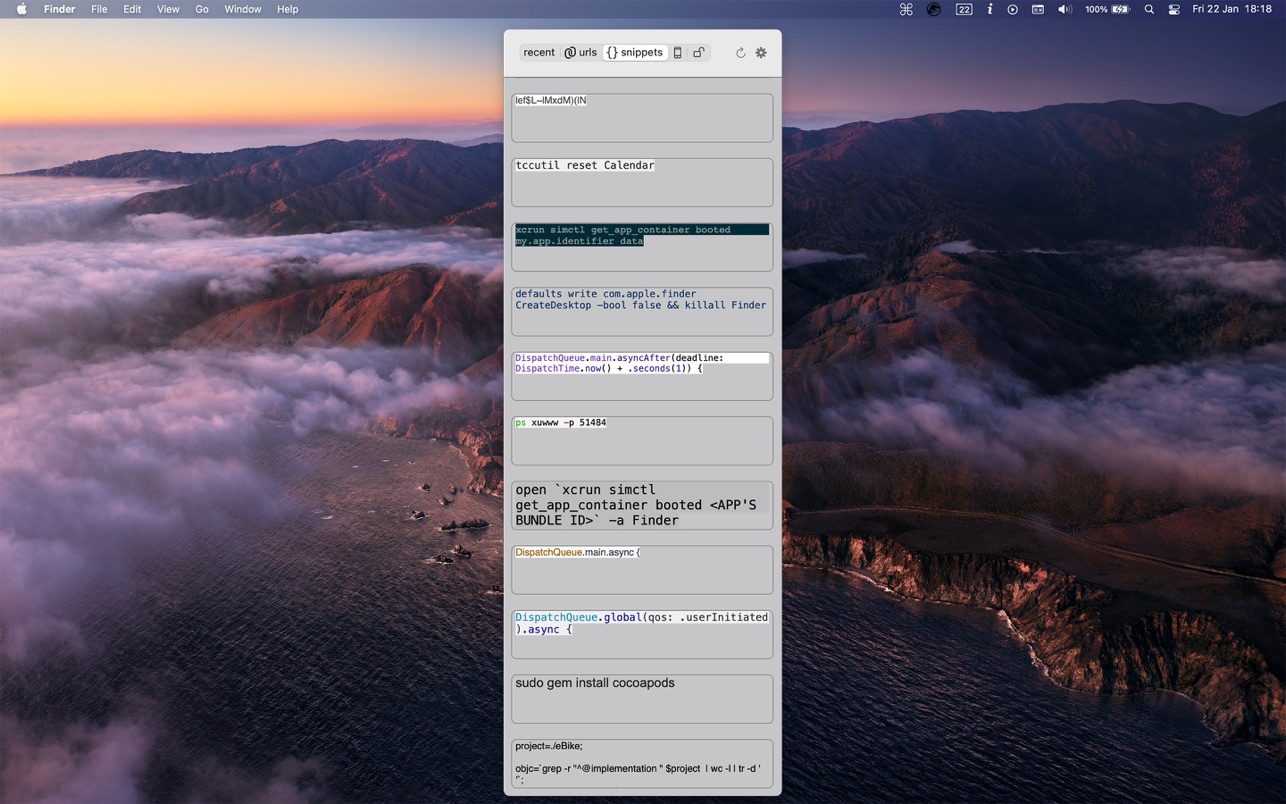 Finder File Edit View Go Window Help 22 100% Fri 22 Jan 18:18
recent urls {} snippets
lef$L~lMxdM)(lN
tccutil reset Calendar
xcrun simctl get_app_container booted
my.app.identifier data
defaults write com.apple.finder
CreateDesktop -bool false && killall Finder
DispatchQueue.main.asyncAfter(deadline:
DispatchTime.now() + .seconds(1)) {
ps xuwww -p 51484
open `xcrun simctl
get_app_container booted <APP'S
BUNDLE ID>` -a Finder
DispatchQueue.main.async {
DispatchQueue.global(qos: .userInitiated
).async {
sudo gem install cocoapods
project=./eBike;
objc=`grep -r "^@implementation " $project | wc -l | tr -d '
'`;